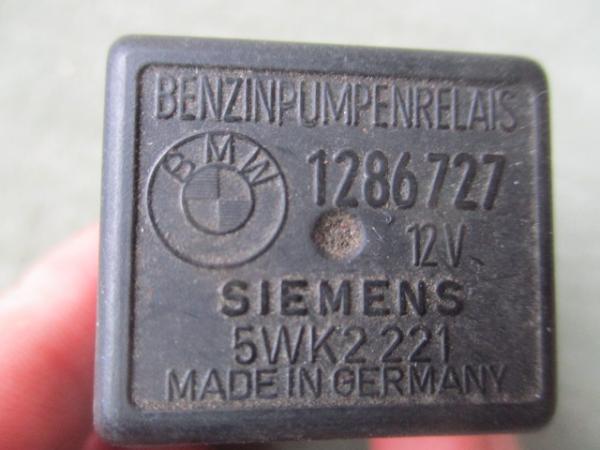 BENZINPUMPENRELAIS
BMW
1286727
12V
SIEMENS
5WK2 221
MADE IN GERMANY